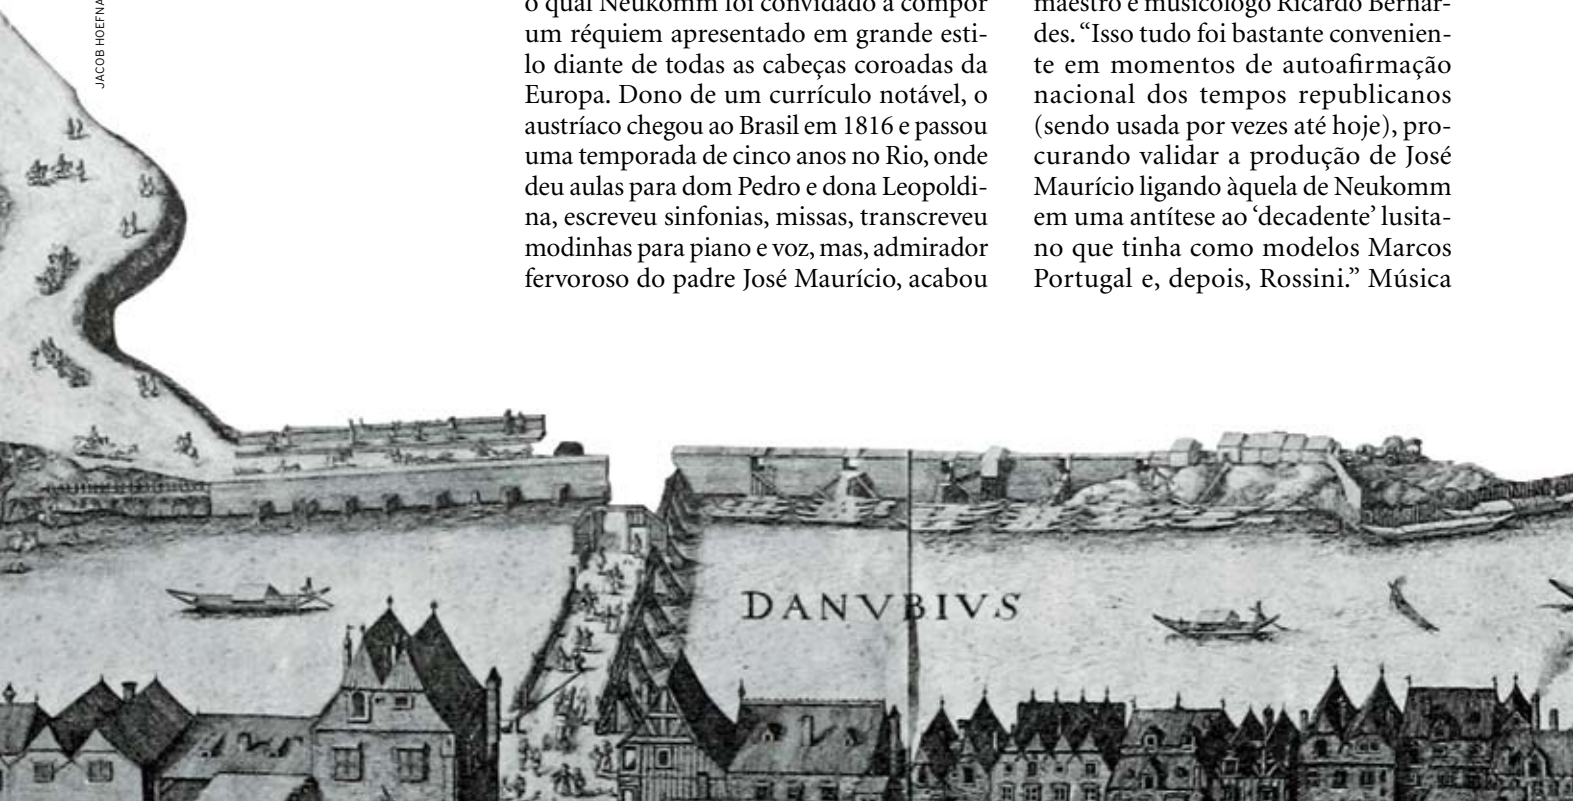 JACOB HOEFNA
o qual Neukomm foi convidado a compor
um réquiem apresentado em grande esti-
lo diante de todas as cabeças coroadas da
Europa. Dono de um currículo notável, o
austríaco chegou ao Brasil em 1816 e passou
uma temporada de cinco anos no Rio, onde
deu aulas para dom Pedro e dona Leopoldi-
na, escreveu sinfonias, missas, transcreveu
modinhas para piano e voz, mas, admirador
fervoroso do padre José Maurício, acabou
maestro e musicólogo Ricardo Bernar-
des. “Isso tudo foi bastante convenien-
te em momentos de autoafirmação
nacional dos tempos republicanos
(sendo usada por vezes até hoje), pro-
curando validar a produção de José
Maurício ligando àquela de Neukomm
em uma antítese ao ‘decadente’ lusita-
no que tinha como modelos Marcos
Portugal e, depois, Rossini.” Música
DANVBIVS